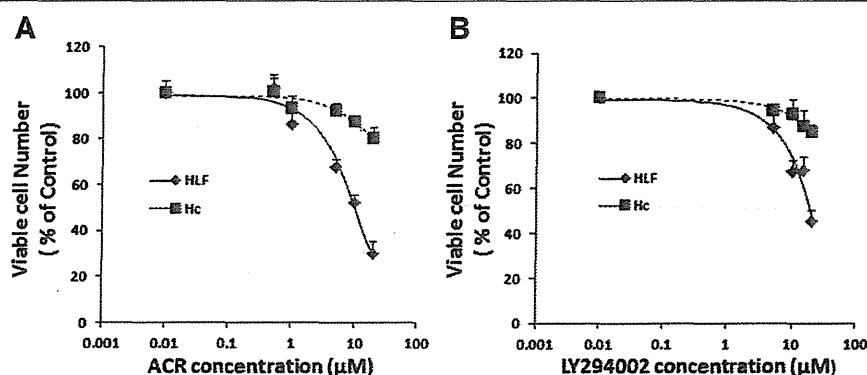 A
Viable cell Number
( % of Control)
120
100
80
60
40
20
0
HLF
Hc
0.001
0.01
0.1
1
10
100
ACR concentration (μM)
B
Viable cell Number
( % of Control)
120
100
80
60
40
20
0
HLF
Hc
0.001
0.01
0.1
1
10
100
LY294002 concentration (μM)